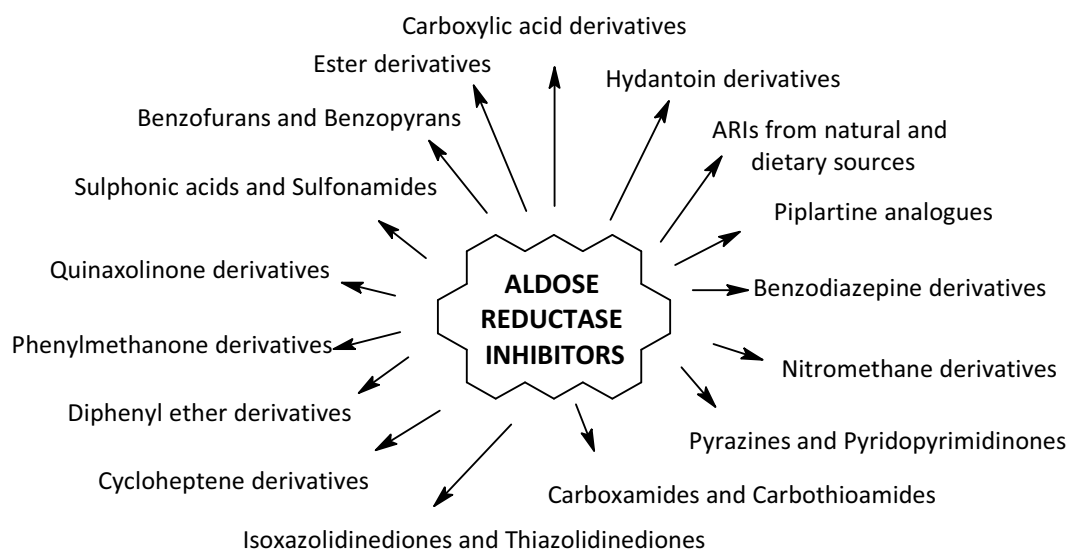 Carboxylic acid derivatives
Ester derivatives
Hydantoin derivatives
Benzofurans and Benzopyrans
ARIs from natural and
dietary sources
Sulphonic acids and Sulfonamides
Piplartine analogues
Quinaxolinone derivatives
Benzodiazepine derivatives
ALDOSE
REDUCTASE
INHIBITORS
Phenylmethanone derivatives
Nitromethane derivatives
Diphenyl ether derivatives
Pyrazines and Pyridopyrimidinones
Cycloheptene derivatives
Carboxamides and Carbothioamides
Isoxazolidinediones and Thiazolidinediones